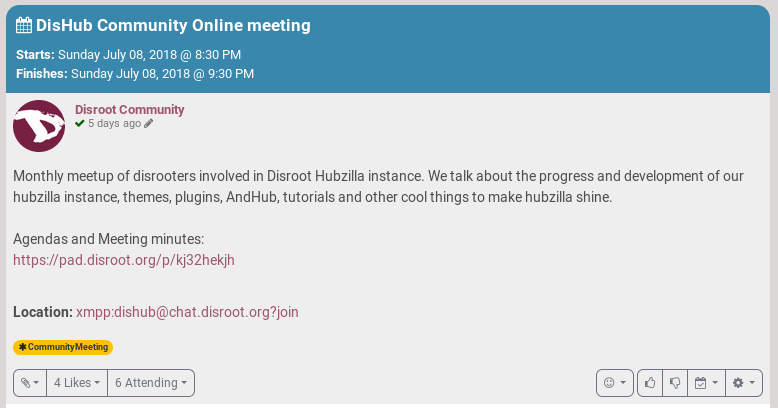 DisHub Community Online meeting
Starts: Sunday July 08, 2018 @ 8:30 PM
Finishes: Sunday July 08, 2018 @ 9:30 PM
Disroot Community
5 days ago
Monthly meetup of disrooters involved in Disroot Hubzilla instance. We talk about the progress and development of our
hubzilla instance, themes, plugins, AndHub, tutorials and other cool things to make hubzilla shine.
Agendas and Meeting minutes:
https://pad.disroot.org/p/kj32hekjh
Location: xmpp:dishub@chat.disroot.org?join
CommunityMeeting
4 Likes 6 Attending